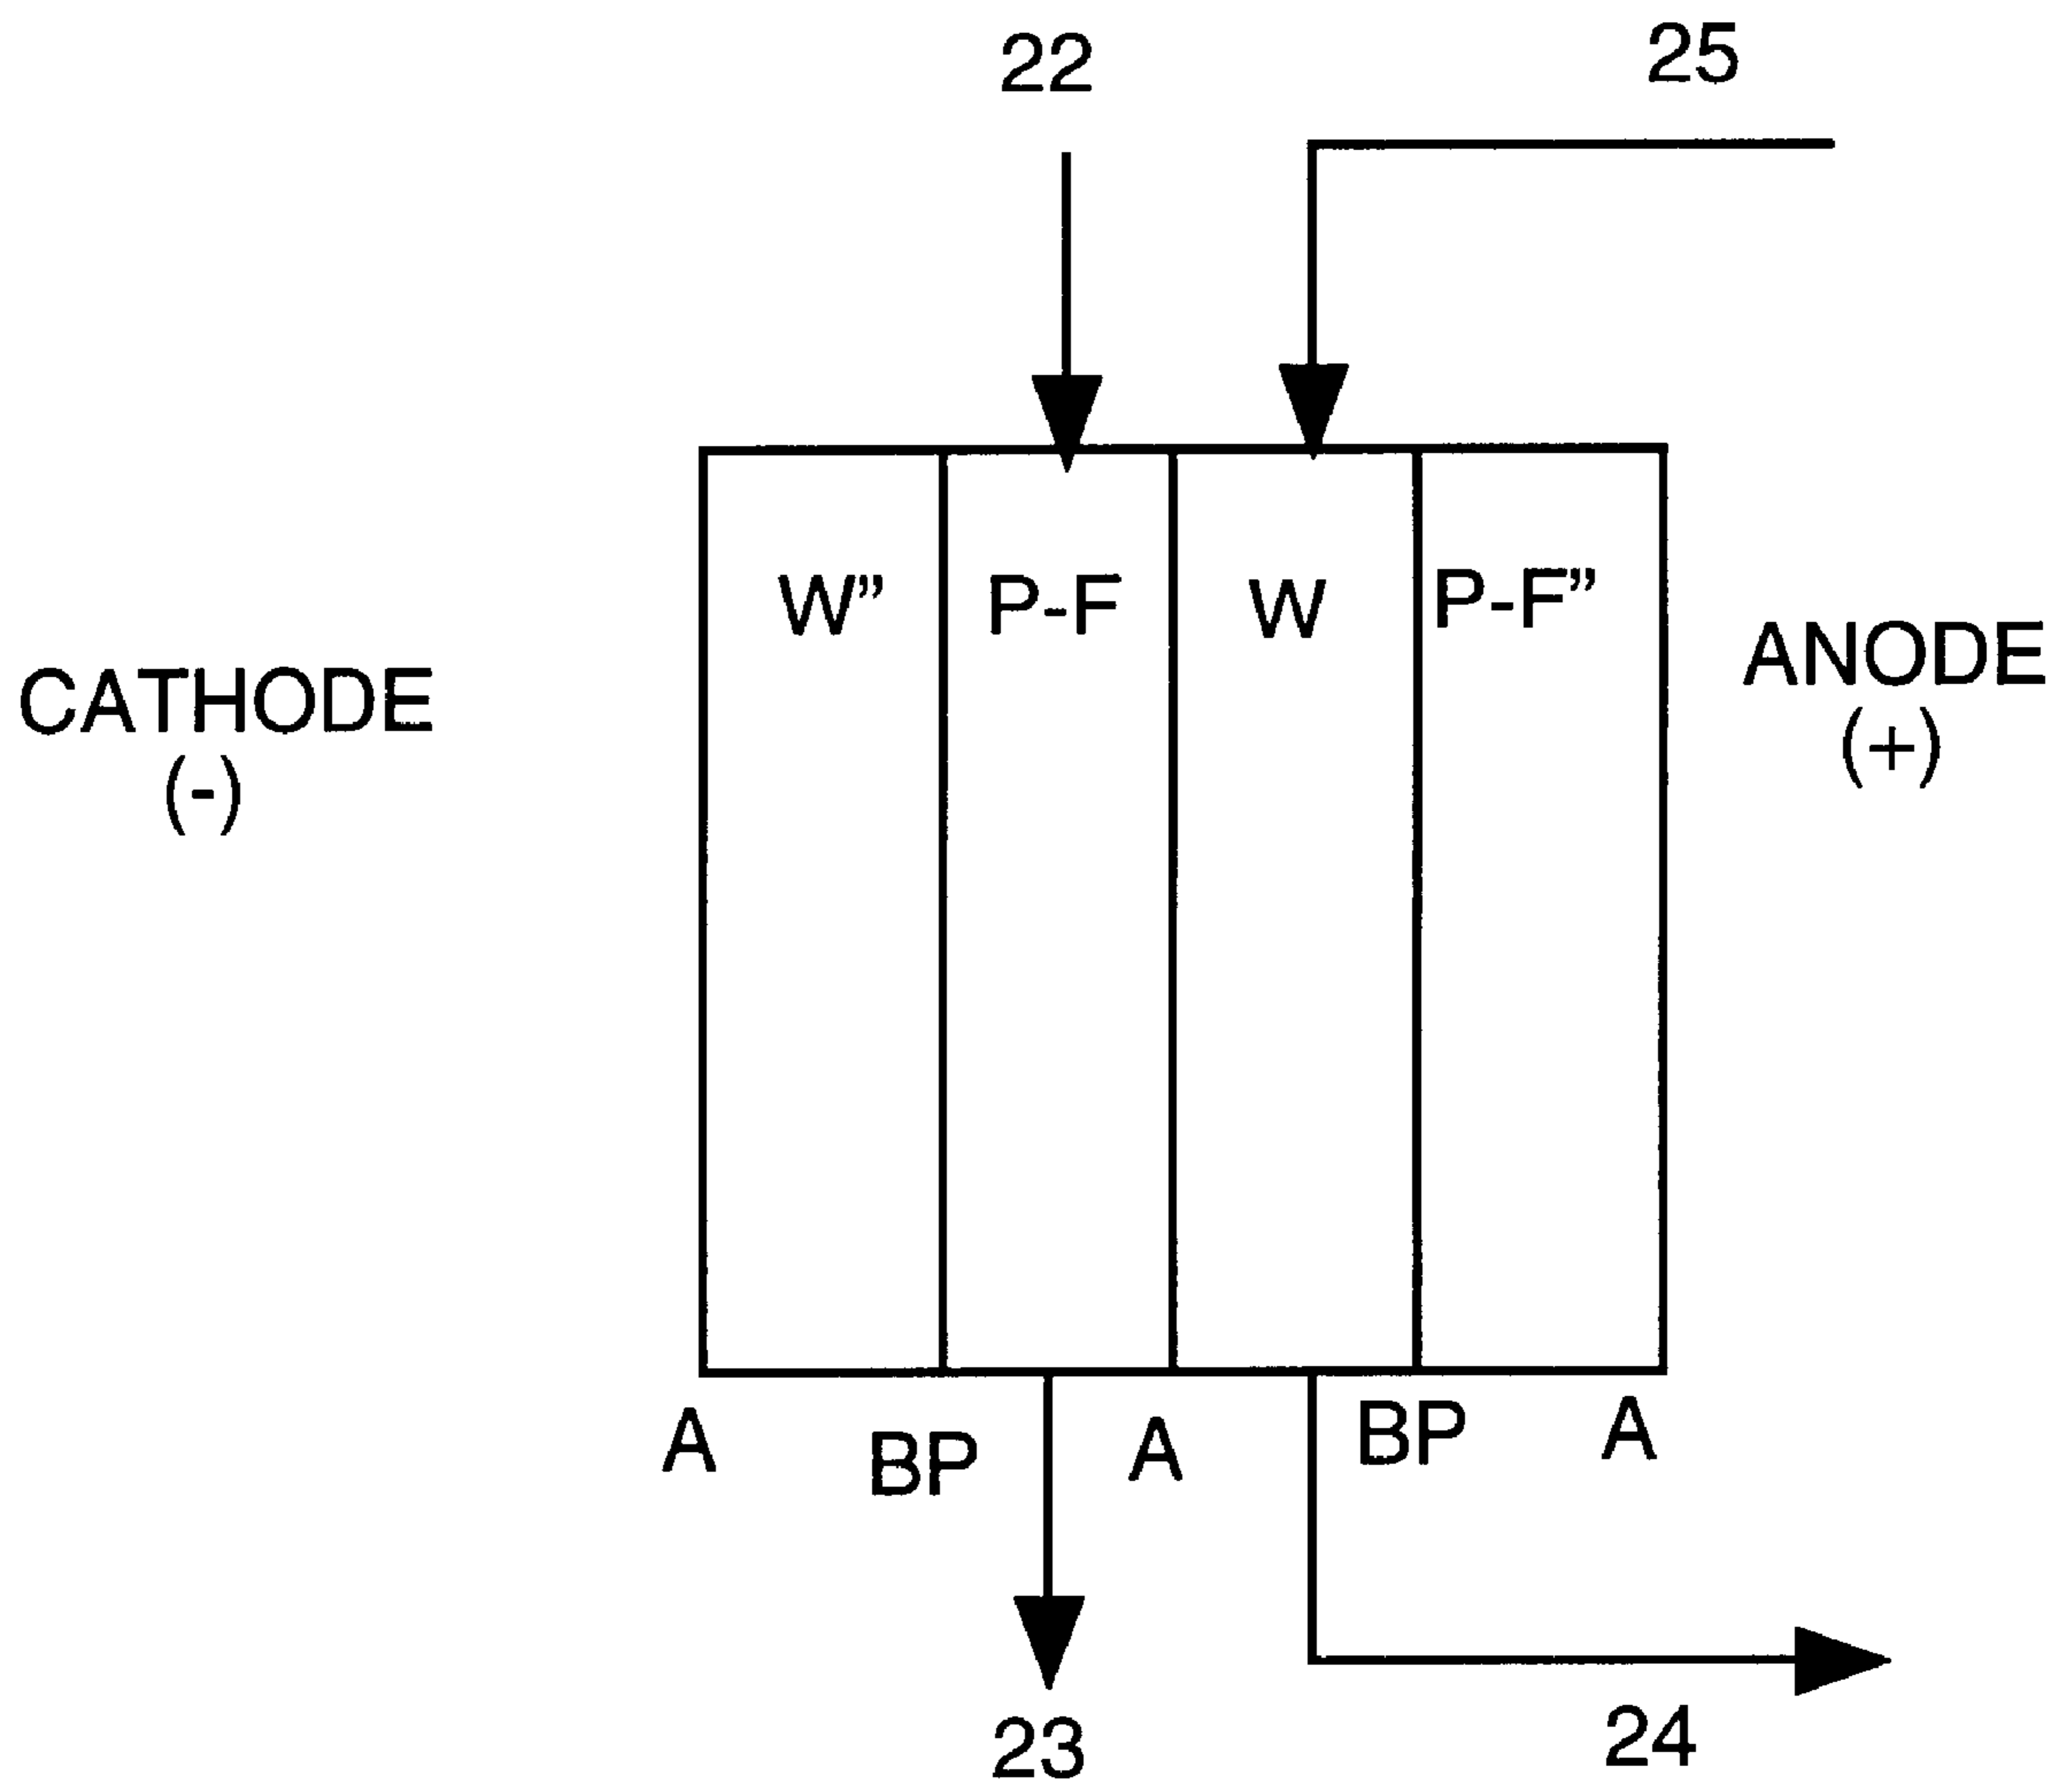 22
25
W” P-F W P-F”
CATHODE
(-)
ANODE
(+)
A BP A BP A
23
24